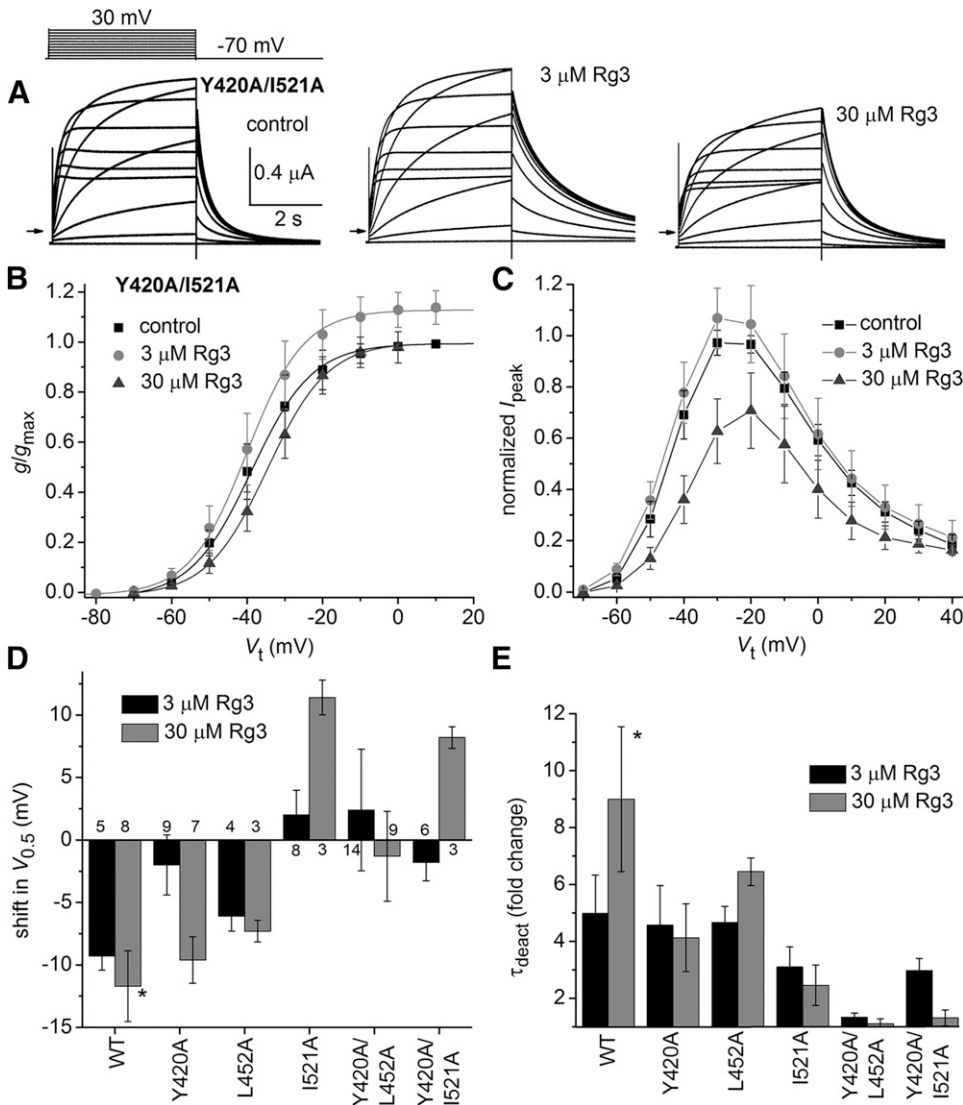 30 mV
-70 mV
A
Y420A/I521A
control
0.4 μA
2 s
3 μM Rg3
30 μM Rg3
B
Y420A/I521A
control
3 μM Rg3
30 μM Rg3
g/gmax
1.2
1.0
0.8
0.6
0.4
0.2
0.0
-80 -60 -40 -20 0 20
Vt (mV)
C
control
3 μM Rg3
30 μM Rg3
normalized Ipeak
1.2
1.0
0.8
0.6
0.4
0.2
0.0
-60 -40 -20 0 20 40
Vt (mV)
D
3 μM Rg3
30 μM Rg3
shift in V0.5 (mV)
10
5
0
-5
-10
-15
5 8 9 7 4 3 8 3 14 9 6 3
*
WT
Y420A
L452A
I521A
Y420A/
L452A
Y420A/
I521A
E
3 μM Rg3
30 μM Rg3
τdeact (fold change)
12
10
8
6
4
2
*
WT
Y420A
L452A
I521A
Y420A/
L452A
Y420A/
I521A